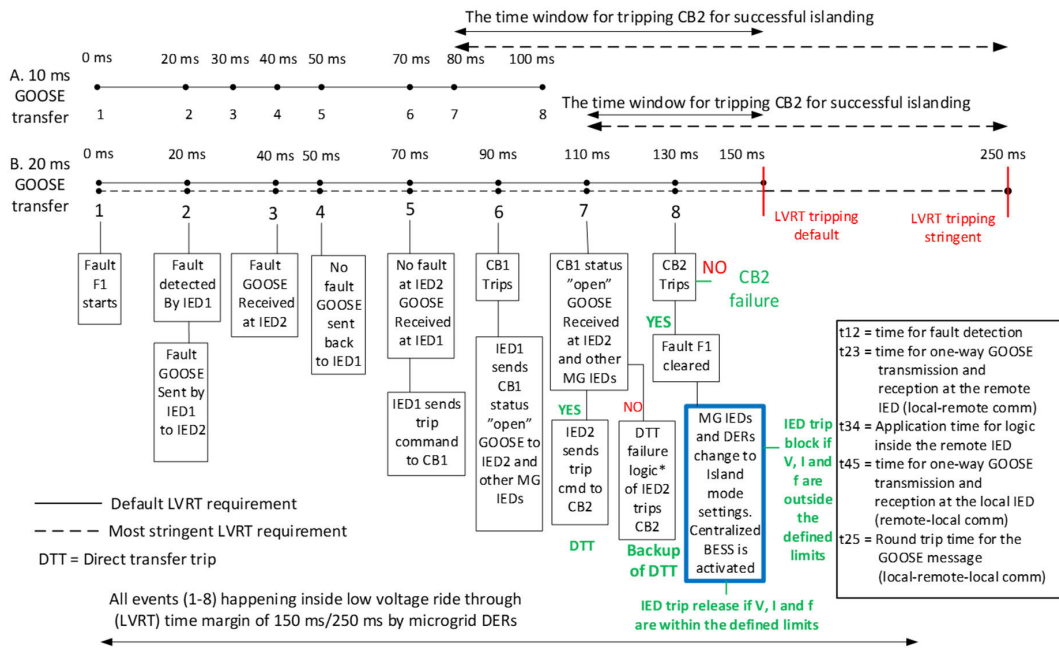 The time window for tripping CB2 for successful islanding
0 ms 20 ms 30 ms 40 ms 50 ms 70 ms 80 ms 100 ms
A. 10 ms
GOOSE
transfer
1 2 3 4 5 6 7 8
The time window for tripping CB2 for successful islanding
0 ms 20 ms 40 ms 50 ms 70 ms 90 ms 110 ms 130 ms 150 ms 250 ms
B. 20 ms
GOOSE
transfer
1 2 3 4 5 6 7 8
LVRT tripping
default
LVRT tripping
stringent
Fault
F1
starts
Fault
detected
By IED1
Fault
GOOSE
Sent by
IED1
to IED2
Fault
GOOSE
Received
at IED2
No
fault
GOOSE
sent
back
to IED1
No fault
at IED2
GOOSE
Received
at IED1
IED1 sends
trip
command
to CB1
CB1
Trips
IED1
sends
CB1
status
"open"
GOOSE to
IED2 and
other MG
IEDs
CB1 status
"open"
GOOSE
Received
at IED2
and other
MG IEDs
YES
IED2
sends trip
cmd to
CB2
DTT
NO
DTT
failure
logic*
of IED2
trips
CB2
Backup
of DTT
CB2
Trips
NO
CB2
failure
YES
Fault F1
cleared
MG IEDs
and DERs
change to
Island
mode
settings.
Centralized
BESS is
activated
IED trip
block if
V, I and
f are
outside
the
defined
limits
IED trip release if V, I and f
are within the defined limits
t12 = time for fault detection
t23 = time for one-way GOOSE
transmission and
reception at the remote
IED (local-remote comm)
t34 = Application time for logic
inside the remote IED
t45 = time for one-way GOOSE
transmission and
reception at the local IED
(remote-local comm)
t25 = Round trip time for the
GOOSE message
(local-remote-local comm)
Default LVRT requirement
Most stringent LVRT requirement
DTT = Direct transfer trip
All events (1-8) happening inside low voltage ride through
(LVRT) time margin of 150 ms/250 ms by microgrid DERs